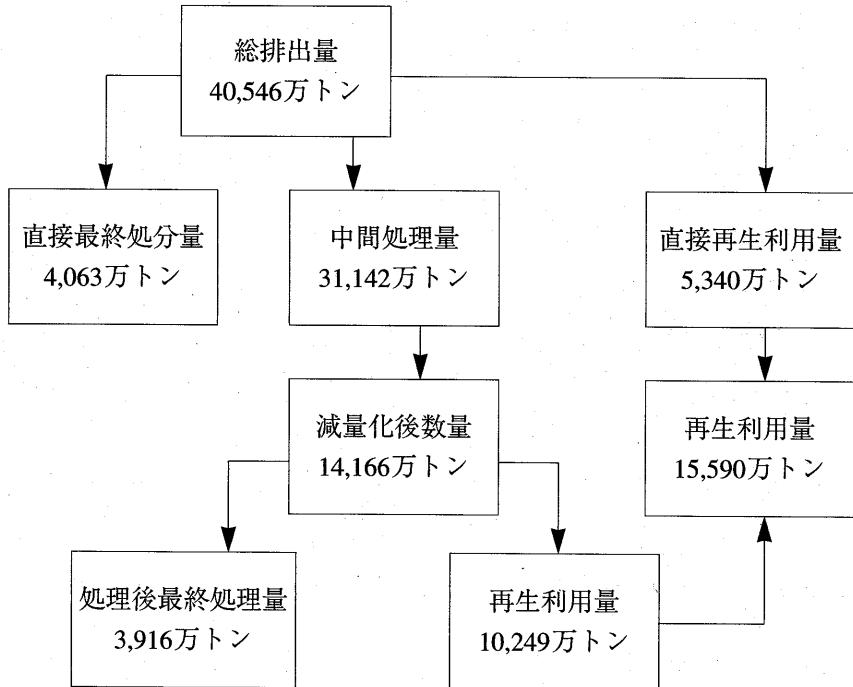 総排出量
40,546万トン
直接最終処分量
4,063万トン
中間処理量
31,142万トン
直接再生利用量
5,340万トン
減量化後数量
14,166万トン
再生利用量
15,590万トン
処理後最終処理量
3,916万トン
再生利用量
10,249万トン